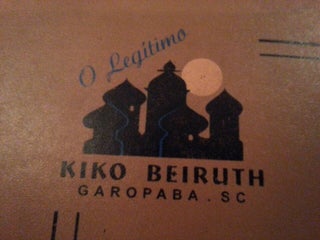 O Legítimo
KIKO BEIRUTH
GAROPABA . SC